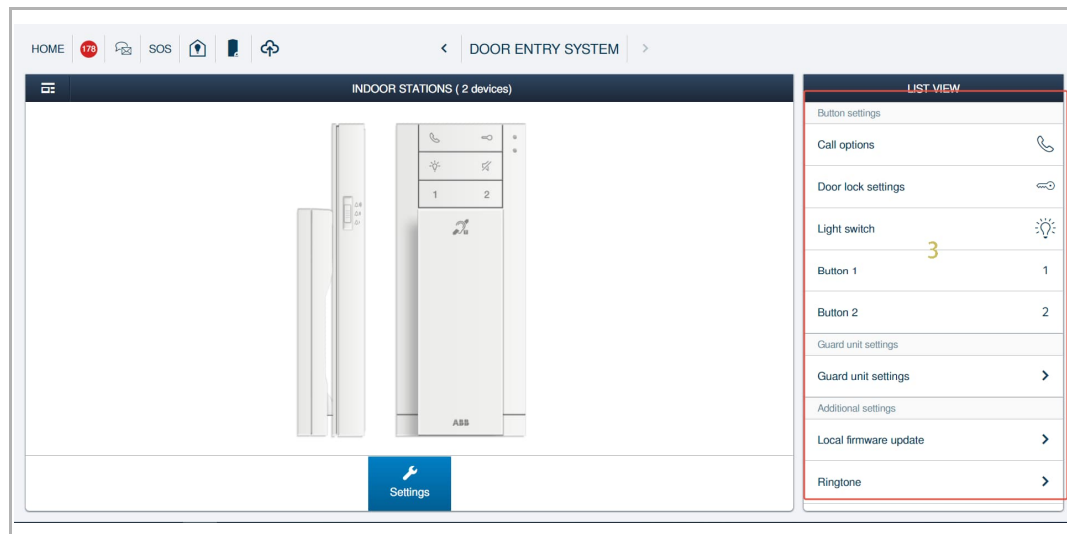 HOME 178 SOS < DOOR ENTRY SYSTEM >
INDOOR STATIONS ( 2 devices)
1 2
ABB
Settings
LIST VIEW
Button settings
Call options
Door lock settings
Light switch
3
Button 1 1
Button 2 2
Guard unit settings
Guard unit settings
Additional settings
Local firmware update
Ringtone